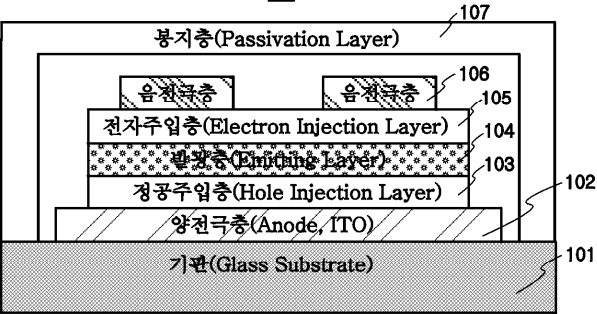 107
봉지층(Passivation Layer)
음전극층
음전극층
106
전자주입층(Electron Injection Layer)
105
발광층(Emitting Layer)
104
정공주입층(Hole Injection Layer)
103
양전극층(Anode, ITO)
102
기판(Glass Substrate)
101